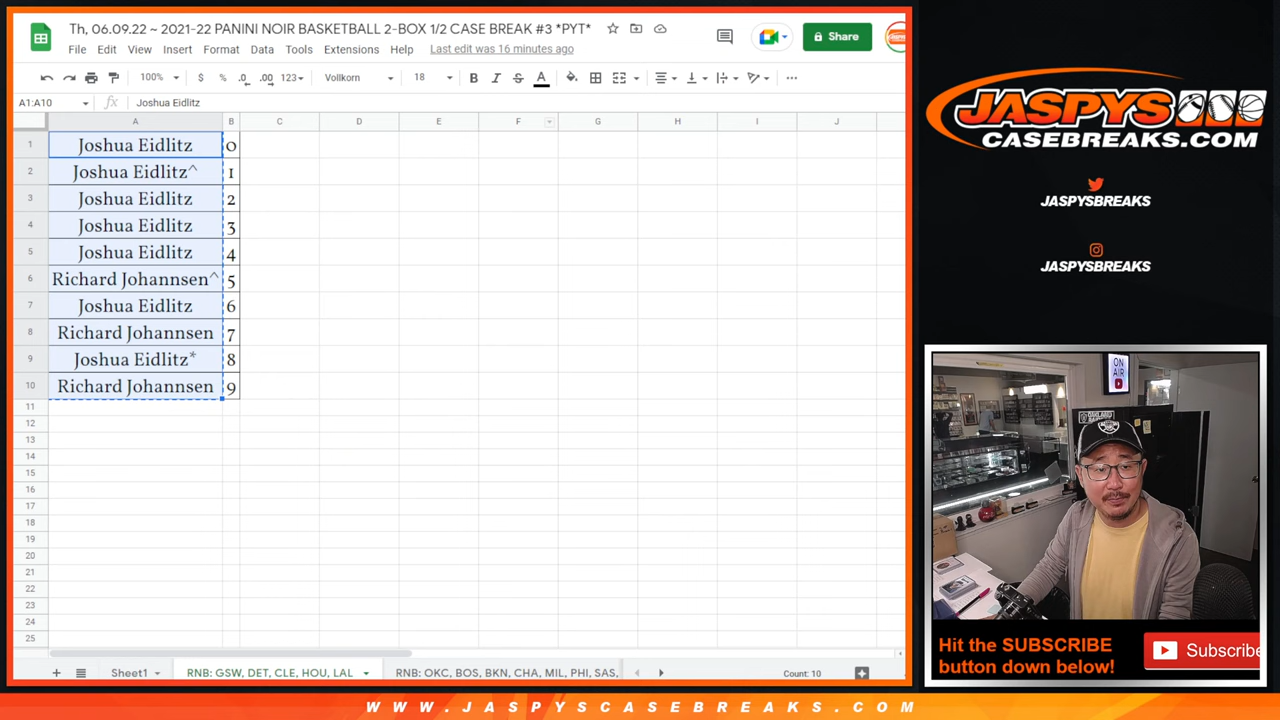 Th, 06.09.22 ~ 2021-22 PANINI NOIR BASKETBALL 2-BOX 1/2 CASE BREAK #3 *PYT*
Share
File Edit View Insert Format Data Tools Extensions Help Last edit was 16 minutes ago
100% $ % .0 .00 123 Vollkorn 18 B I S A
A1:A10 fx Joshua Eidlitz
A B C D E F G H I J
1 Joshua Eidlitz 0
2 Joshua Eidlitz^ 1
3 Joshua Eidlitz 2
4 Joshua Eidlitz 3
5 Joshua Eidlitz 4
6 Richard Johannsen^ 5
7 Joshua Eidlitz 6
8 Richard Johannsen 7
9 Joshua Eidlitz* 8
10 Richard Johannsen 9
11
12
13
14
15
16
17
18
19
20
21
22
23
24
25
Sheet1 RNB: GSW, DET, CLE, HOU, LAL RNB: OKC, BOS, BKN, CHA, MIL, PHI, SAS, Count: 10
JASPYS
CASEBREAKS.COM
JASPYSBREAKS
JASPYSBREAKS
ON
AIR
Hit the SUBSCRIBE
button down below!
Subscribe
WWW.JASPYSCASEBREAKS.COM